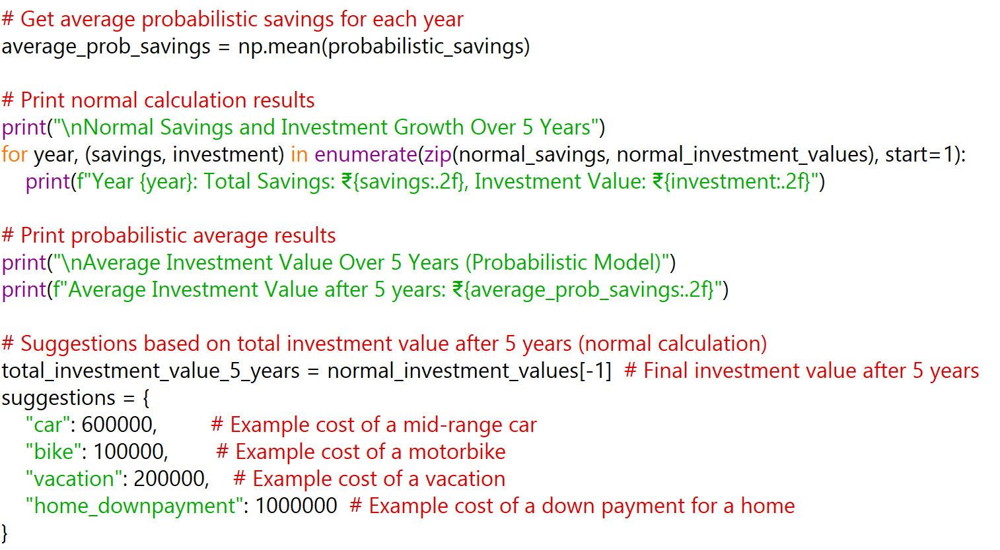 # Get average probabilistic savings for each year
average_prob_savings = np.mean(probabilistic_savings)

# Print normal calculation results
print("\nNormal Savings and Investment Growth Over 5 Years")
for year, (savings, investment) in enumerate(zip(normal_savings, normal_investment_values), start=1):
    print(f"Year {year}: Total Savings: ₹{savings:.2f}, Investment Value: ₹{investment:.2f}")

# Print probabilistic average results
print("\nAverage Investment Value Over 5 Years (Probabilistic Model)")
print(f"Average Investment Value after 5 years: ₹{average_prob_savings:.2f}")

# Suggestions based on total investment value after 5 years (normal calculation)
total_investment_value_5_years = normal_investment_values[-1]  # Final investment value after 5 years
suggestions = {
    "car": 600000,         # Example cost of a mid-range car
    "bike": 100000,        # Example cost of a motorbike
    "vacation": 200000,    # Example cost of a vacation
    "home_downpayment": 1000000  # Example cost of a down payment for a home
}